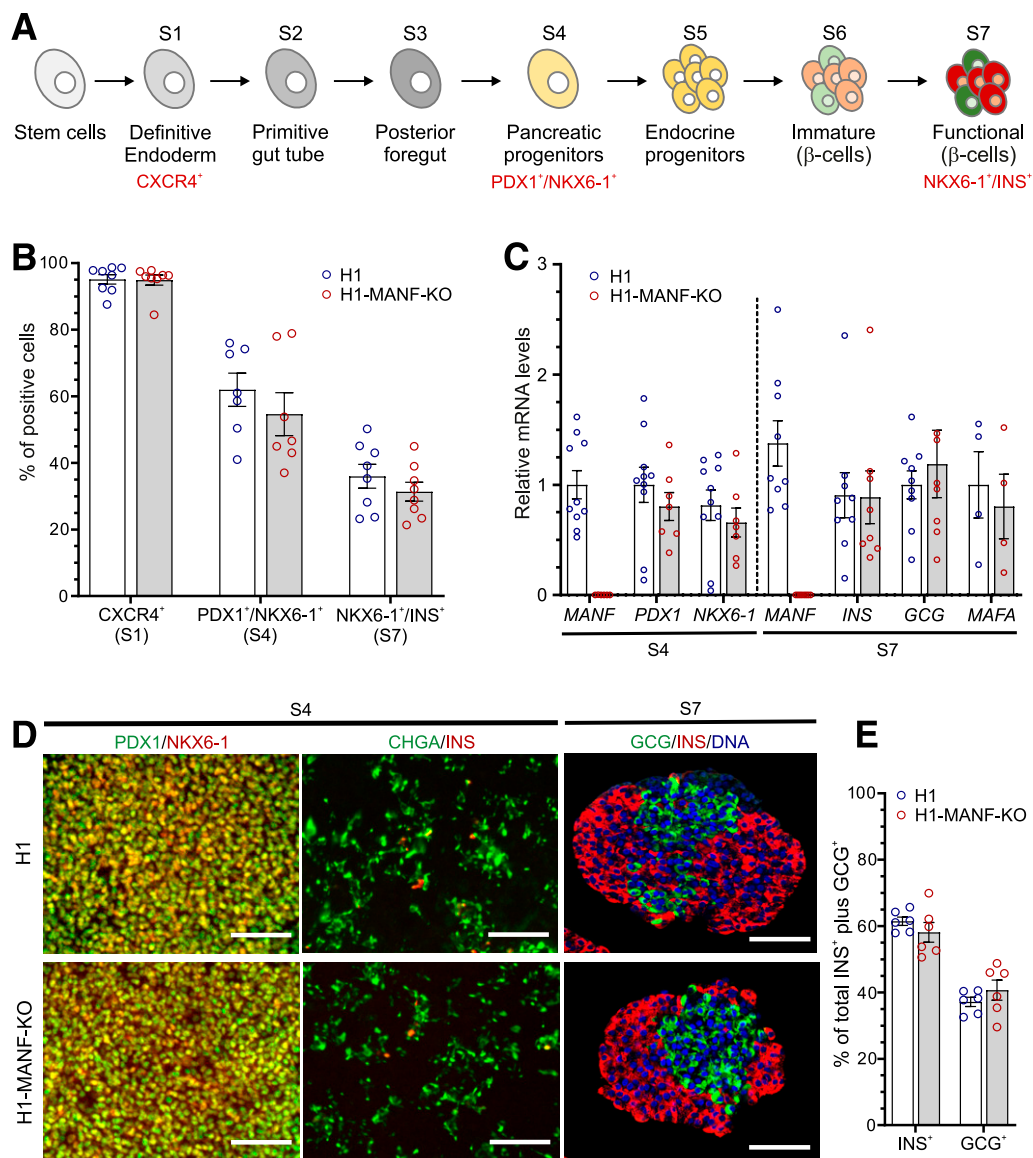 A
S1 S2 S3 S4 S5 S6 S7
Stem cells
Definitive
Endoderm
CXCR4⁺
Primitive
gut tube
Posterior
foregut
Pancreatic
progenitors
PDX1⁺/NKX6-1⁺
Endocrine
progenitors
Immature
(β-cells)
Functional
(β-cells)
NKX6-1⁺/INS⁺
B
% of positive cells
100
80
60
40
20
0
H1
H1-MANF-KO
CXCR4⁺
(S1)
PDX1⁺/NKX6-1⁺
(S4)
NKX6-1⁺/INS⁺
(S7)
C
Relative mRNA levels
3
2
1
0
H1
H1-MANF-KO
MANF PDX1 NKX6-1 MANF INS GCG MAFA
S4 S7
D
S4 S7
PDX1/NKX6-1 CHGA/INS GCG/INS/DNA
H1
H1-MANF-KO
E
% of total INS⁺ plus GCG⁺
100
80
60
40
20
0
H1
H1-MANF-KO
INS⁺ GCG⁺